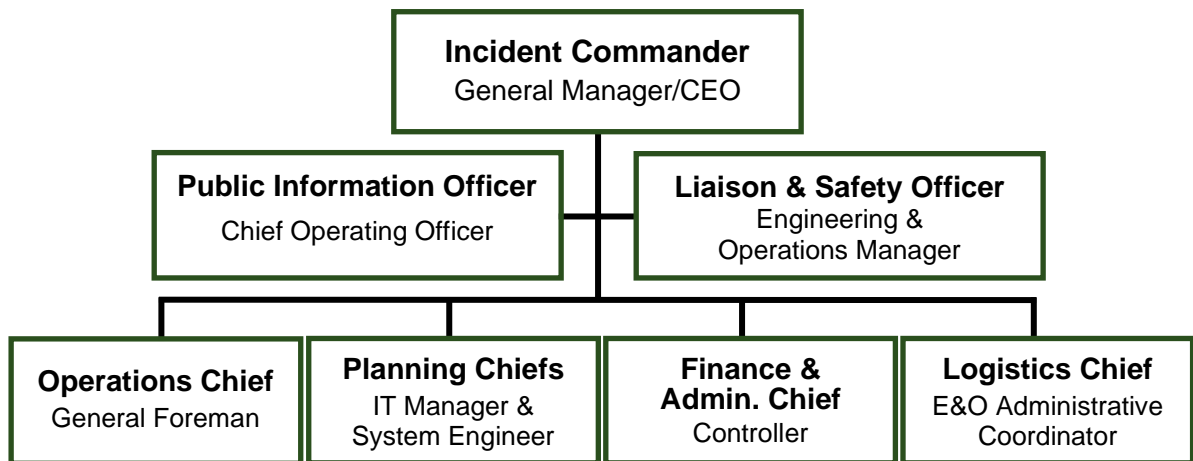 Incident Commander
General Manager/CEO
Public Information Officer
Chief Operating Officer
Liaison & Safety Officer
Engineering &
Operations Manager
Operations Chief
General Foreman
Planning Chiefs
IT Manager &
System Engineer
Finance &
Admin. Chief
Controller
Logistics Chief
E&O Administrative
Coordinator